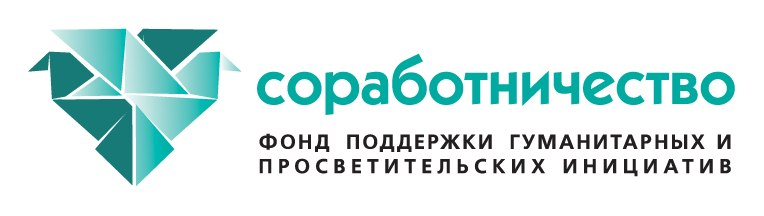 соработничество
ФОНД ПОДДЕРЖКИ ГУМАНИТАРНЫХ И
ПРОСВЕТИТЕЛЬСКИХ ИНИЦИАТИВ